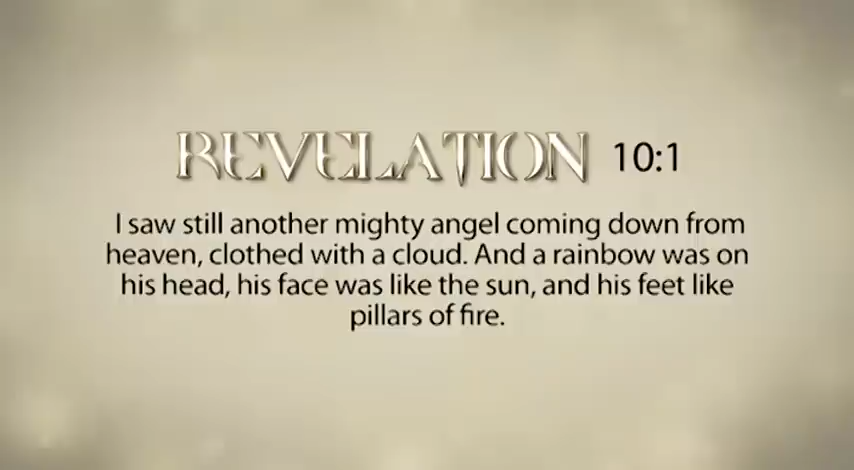 REVELATION 10:1
I saw still another mighty angel coming down from
heaven, clothed with a cloud. And a rainbow was on
his head, his face was like the sun, and his feet like
pillars of fire.